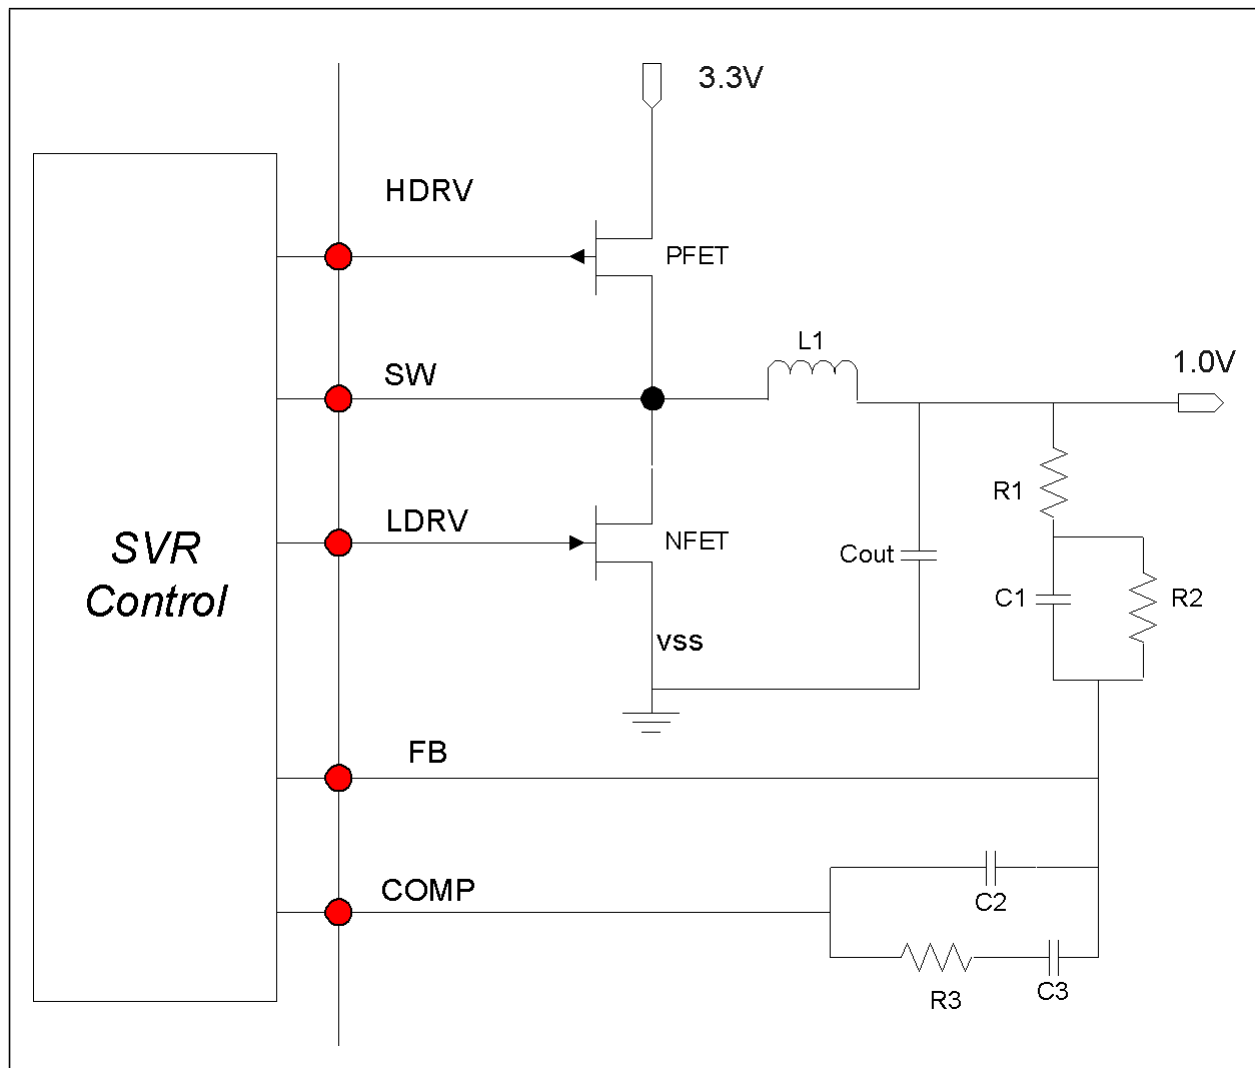 3.3V
HDRV
PFET
L1
1.0V
SW
R1
LDRV
NFET
Cout
C1
R2
SVR
Control
vss
FB
COMP
C2
R3
C3